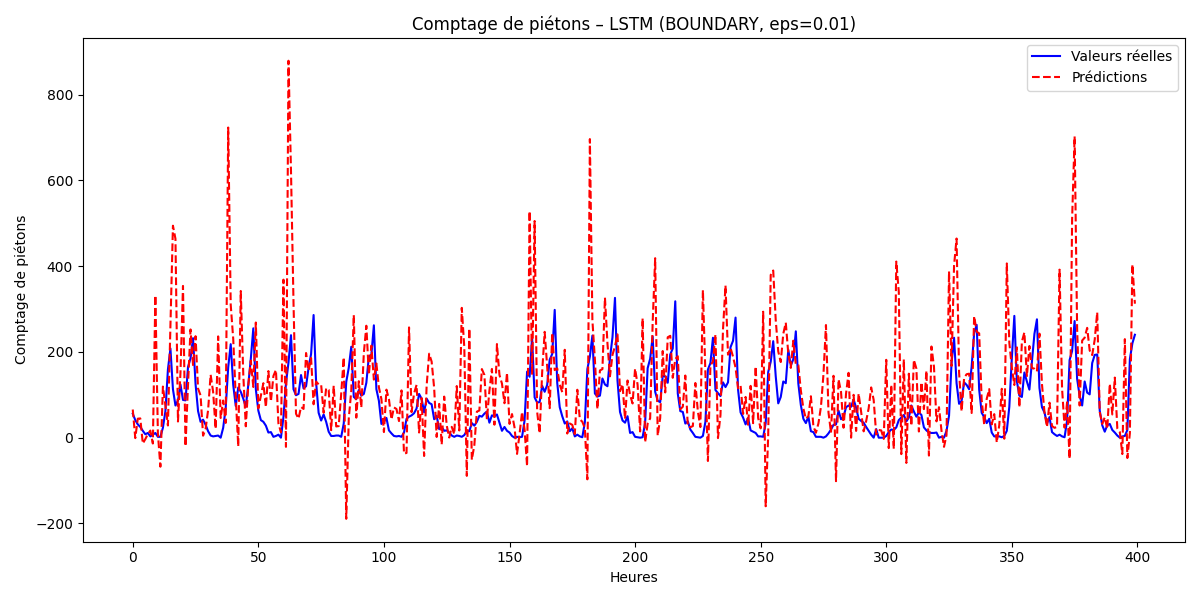 Comptage de piétons – LSTM (BOUNDARY, eps=0.01)
Valeurs réelles
Prédictions
Comptage de piétons
800
600
400
200
0
−200
0 50 100 150 200 250 300 350 400
Heures